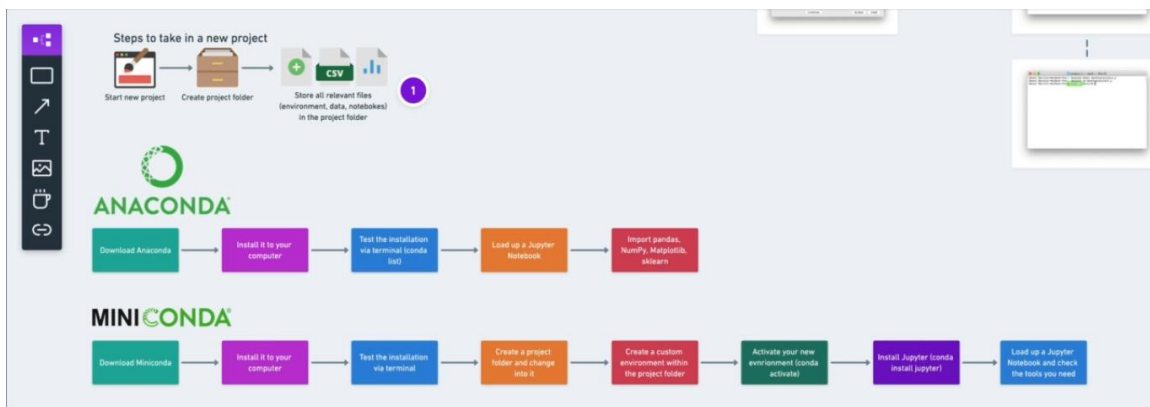 Steps to take in a new project
Start new project
Create project folder
CSV
Store all relevant files
(environment, data, notebokes)
in the project folder
1
T
ANACONDA
Download Anaconda
Install it to your
computer
Test the installation
via terminal (conda
list)
Load up a Jupyter
Notebook
Import pandas,
NumPy, Matplotlib,
sklearn
MINICONDA
Download Miniconda
Install it to your
computer
Test the installation
via terminal
Create a project
folder and change
into it
Create a custom
environment within
the project folder
Activate your new
evnrionment (conda
activate)
Install Jupyter (conda
install jupyter)
Load up a Jupyter
Notebook and check
the tools you need